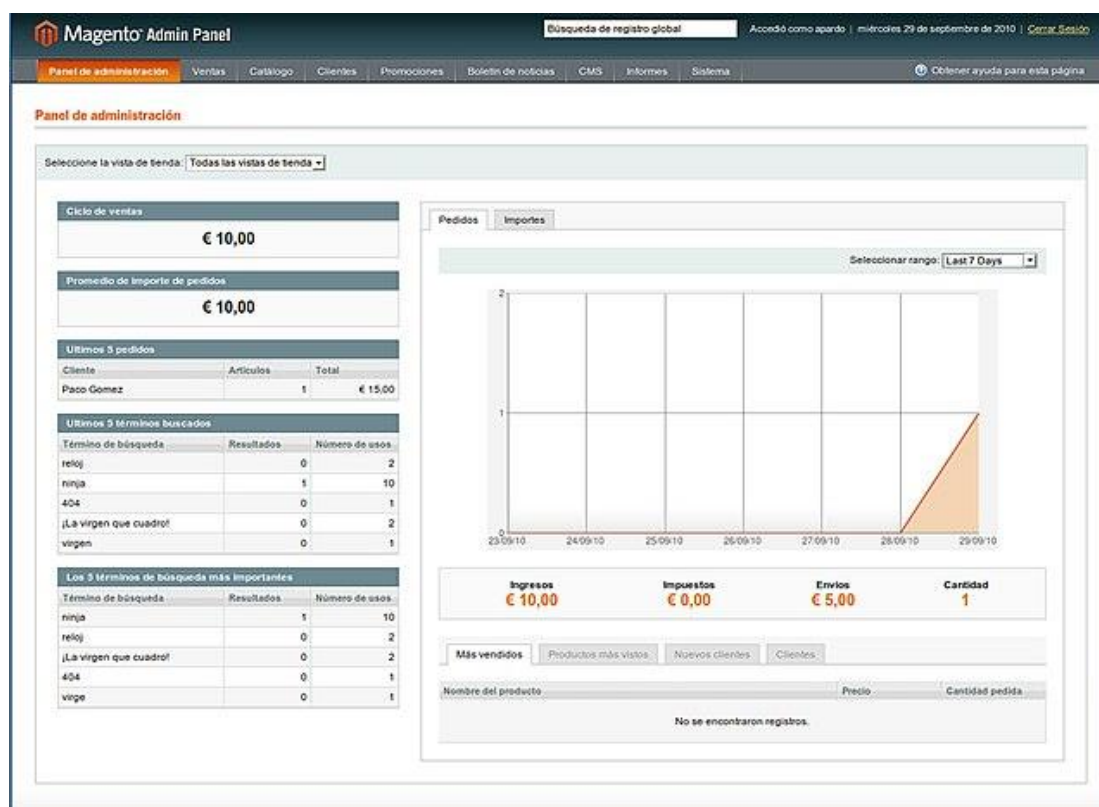 Magento® Admin Panel
Búsqueda de registro global
Accedió como apardo | miércoles 29 de septiembre de 2010 | Cerrar Sesión
Panel de administración Ventas Catálogo Clientes Promociones Boletín de noticias CMS Informes Sistema Obtener ayuda para esta página
Panel de administración
Seleccione la vista de tienda: Todas las vistas de tienda
Ciclo de ventas
€ 10,00
Promedio de importe de pedidos
€ 10,00
Ultimos 5 pedidos
Cliente Artículos Total
Paco Gomez 1 € 15,00
Ultimos 5 términos buscados
Término de búsqueda Resultados Número de usos
reloj 0 2
ninja 1 10
404 0 1
¡La virgen que cuadro! 0 2
virgen 0 1
Los 5 términos de búsqueda más importantes
Término de búsqueda Resultados Número de usos
ninja 1 10
reloj 0 2
¡La virgen que cuadro! 0 2
404 0 1
virge 0 1
Pedidos Importes
Seleccionar rango: Last 7 Days
2
1
0
23/09/10 24/09/10 25/09/10 26/09/10 27/09/10 28/09/10 29/09/10
Ingresos Impuestos Envíos Cantidad
€ 10,00 € 0,00 € 5,00 1
Más vendidos Productos más vistos Nuevos clientes Clientes
Nombre del producto Precio Cantidad pedida
No se encontraron registros.